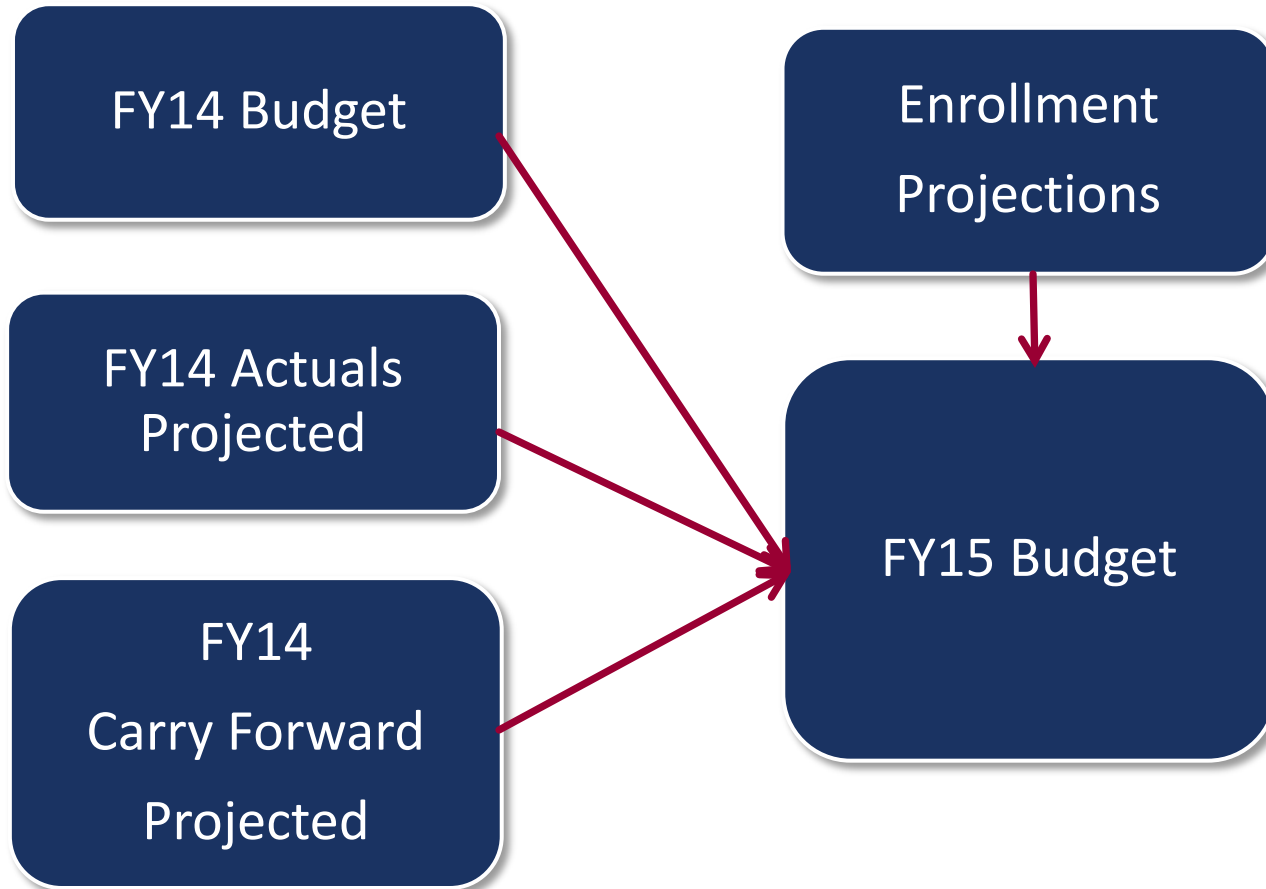 FY14 Budget
FY14 Actuals
Projected
FY14
Carry Forward
Projected
Enrollment
Projections
FY15 Budget